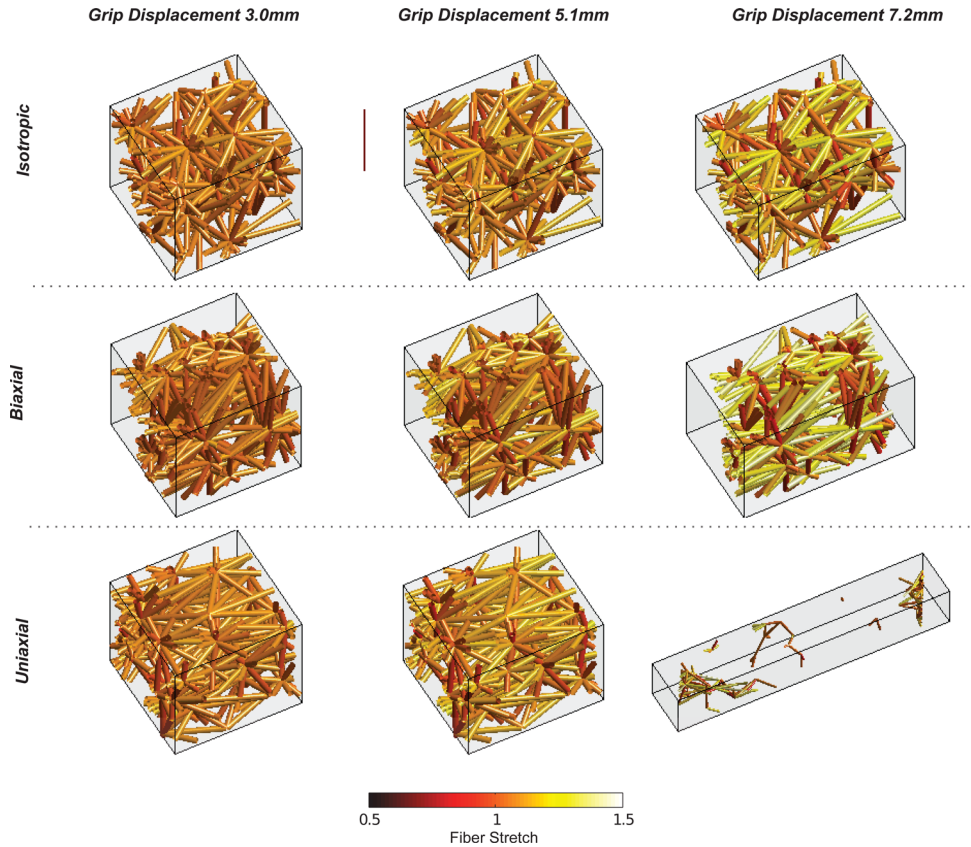 Grip Displacement 3.0mm
Grip Displacement 5.1mm
Grip Displacement 7.2mm
Isotropic
Biaxial
Uniaxial
0.5
1
1.5
Fiber Stretch